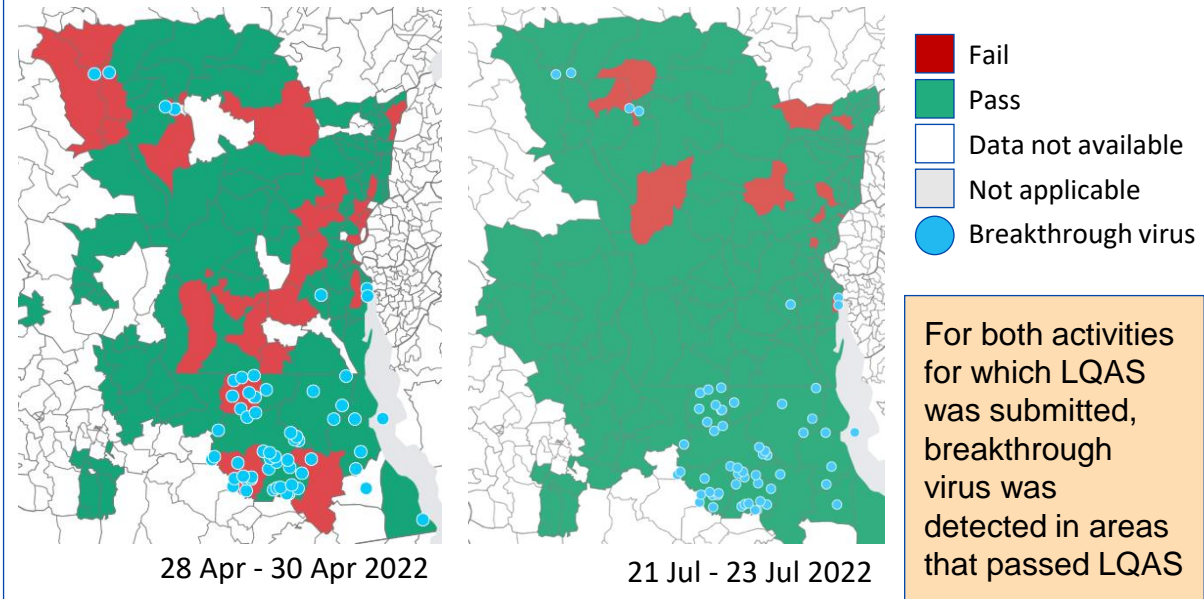 Fail
Pass
Data not available
Not applicable
Breakthrough virus
For both activities
for which LQAS
was submitted,
breakthrough
virus was
detected in areas
that passed LQAS
28 Apr - 30 Apr 2022
21 Jul - 23 Jul 2022